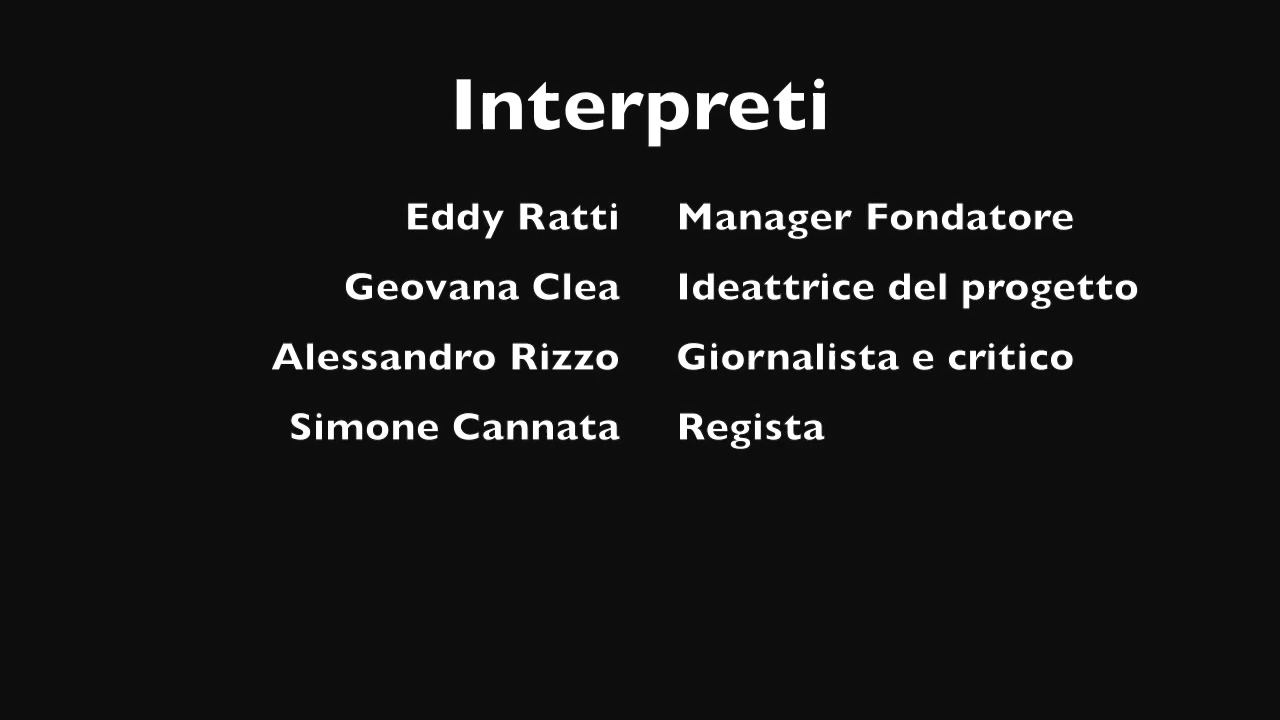 Interpreti
Eddy Ratti Manager Fondatore
Geovana Clea Ideattrice del progetto
Alessandro Rizzo Giornalista e critico
Simone Cannata Regista